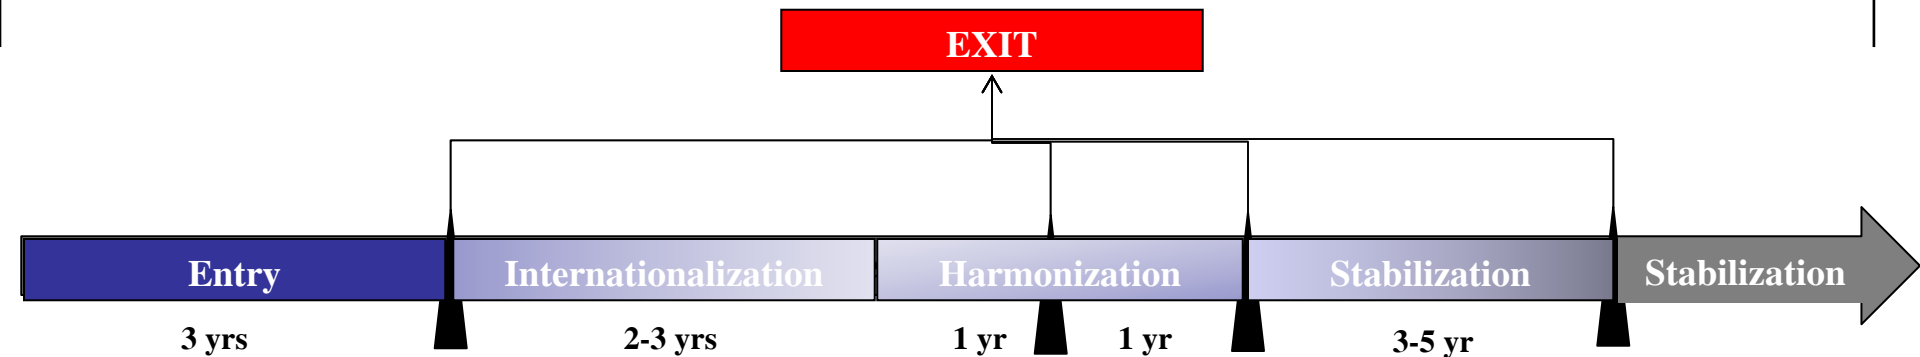 EXIT
Entry
Internationalization
Harmonization
Stabilization
Stabilization
3 yrs
2-3 yrs
1 yr
1 yr
3-5 yr